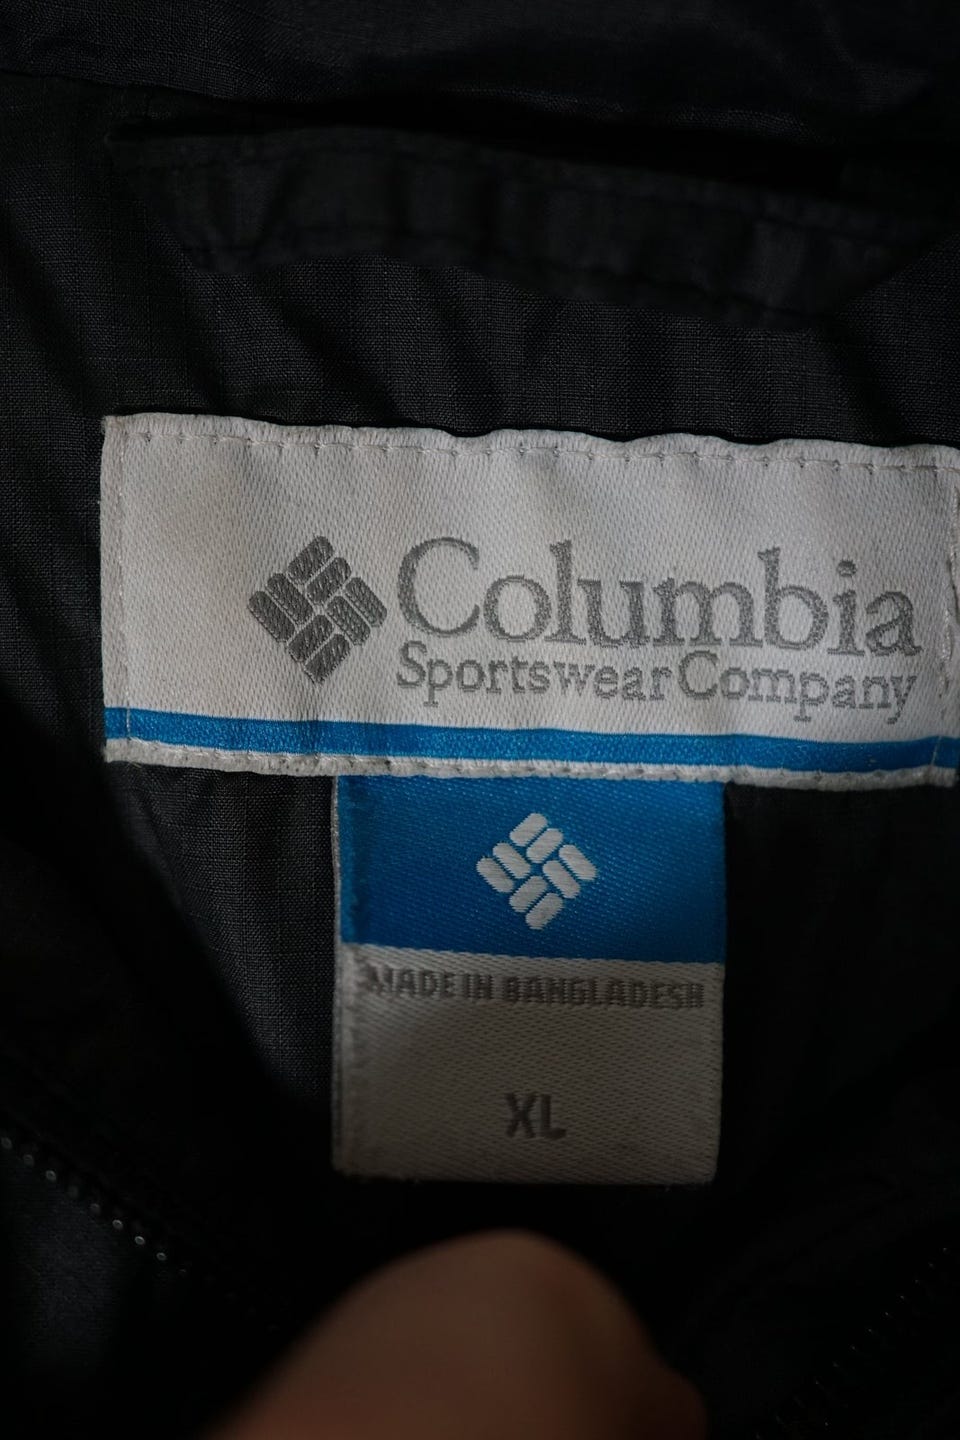 Columbia
Sportswear Company
MADE IN BANGLADESH
XL